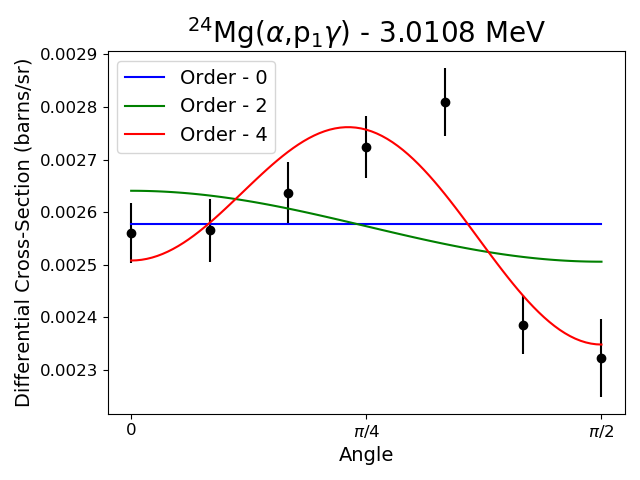 ²⁴Mg(α,p₁γ) - 3.0108 MeV
Differential Cross-Section (barns/sr)
0.0029
0.0028
0.0027
0.0026
0.0025
0.0024
0.0023
Order - 0
Order - 2
Order - 4
0
π/4
π/2
Angle